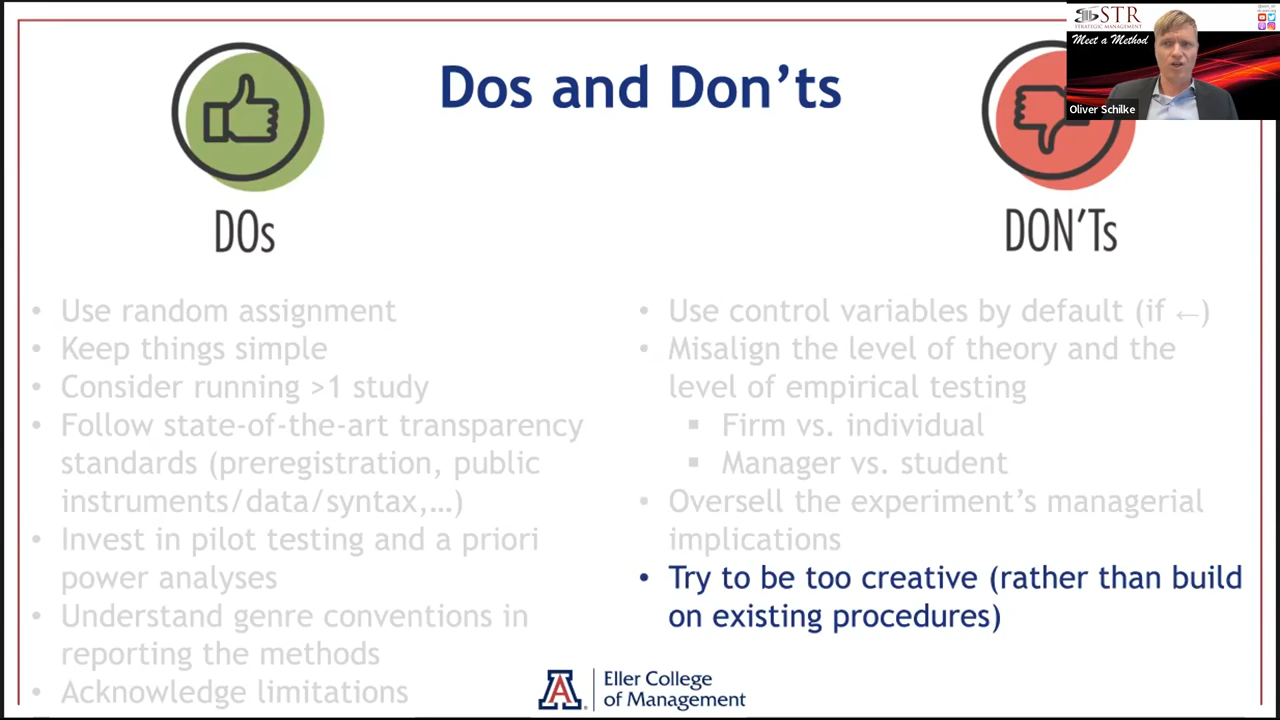 Dos and Don'ts
STR
STRATEGIC MANAGEMENT
Meet a Method
Oliver Schilke
DOs
DON'Ts
• Use random assignment
• Keep things simple
• Consider running >1 study
• Follow state-of-the-art transparency
standards (preregistration, public
instruments/data/syntax,…)
• Invest in pilot testing and a priori
power analyses
• Understand genre conventions in
reporting the methods
• Acknowledge limitations
• Use control variables by default (if ←)
• Misalign the level of theory and the
level of empirical testing
▪ Firm vs. individual
▪ Manager vs. student
• Oversell the experiment's managerial
implications
• Try to be too creative (rather than build
on existing procedures)
A
Eller College
of Management